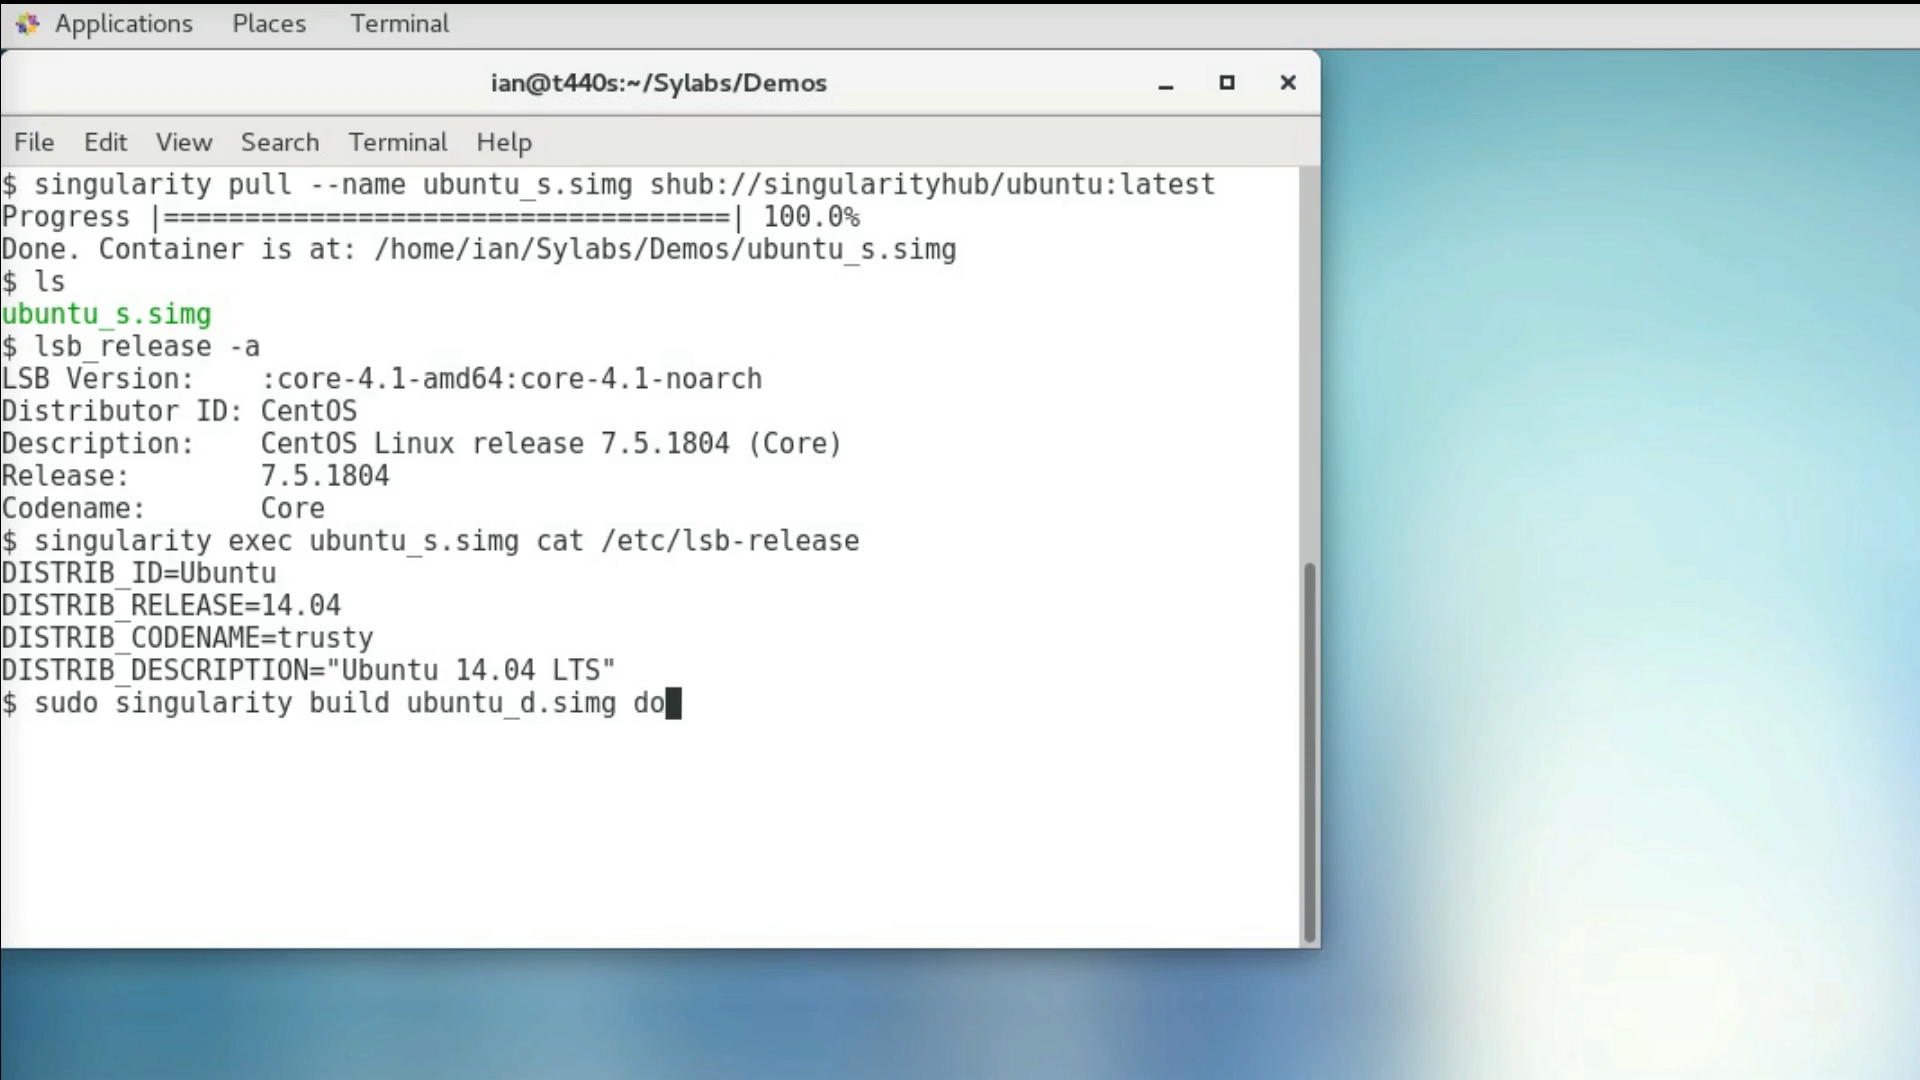 Applications Places Terminal
ian@t440s:~/Sylabs/Demos
File Edit View Search Terminal Help
$ singularity pull --name ubuntu_s.simg shub://singularityhub/ubuntu:latest
Progress |===================================| 100.0%
Done. Container is at: /home/ian/Sylabs/Demos/ubuntu_s.simg
$ ls
ubuntu_s.simg
$ lsb_release -a
LSB Version:    :core-4.1-amd64:core-4.1-noarch
Distributor ID: CentOS
Description:    CentOS Linux release 7.5.1804 (Core)
Release:        7.5.1804
Codename:       Core
$ singularity exec ubuntu_s.simg cat /etc/lsb-release
DISTRIB_ID=Ubuntu
DISTRIB_RELEASE=14.04
DISTRIB_CODENAME=trusty
DISTRIB_DESCRIPTION="Ubuntu 14.04 LTS"
$ sudo singularity build ubuntu_d.simg do